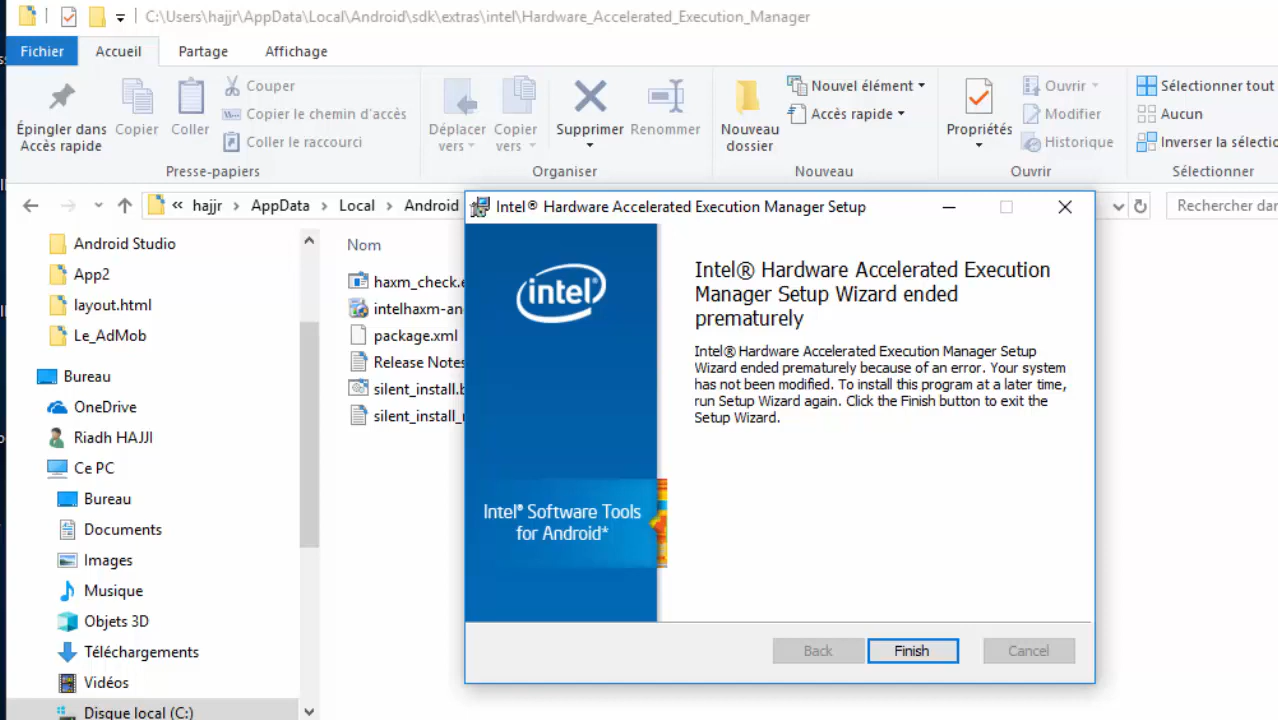 C:\Users\hajjr\AppData\Local\Android\sdk\extras\intel\Hardware_Accelerated_Execution_Manager
Fichier Accueil Partage Affichage
Épingler dans Accès rapide
Copier
Coller
Couper
Copier le chemin d'accès
Coller le raccourci
Presse-papiers
Déplacer vers
Copier vers
Supprimer
Renommer
Organiser
Nouveau dossier
Nouvel élément
Accès rapide
Nouveau
Propriétés
Ouvrir
Modifier
Historique
Ouvrir
Sélectionner tout
Aucun
Inverser la sélectio
Sélectionner
« hajjr > AppData > Local > Android
Rechercher dan
Android Studio
App2
layout.html
Le_AdMob
Bureau
OneDrive
Riadh HAJJI
Ce PC
Bureau
Documents
Images
Musique
Objets 3D
Téléchargements
Vidéos
Disque local (C:)
Nom
haxm_check.e
intelhaxm-an
package.xml
Release Notes
silent_install.b
silent_install_r
Intel® Hardware Accelerated Execution Manager Setup
intel
Intel® Software Tools
for Android*
Intel® Hardware Accelerated Execution
Manager Setup Wizard ended
prematurely
Intel® Hardware Accelerated Execution Manager Setup
Wizard ended prematurely because of an error. Your system
has not been modified. To install this program at a later time,
run Setup Wizard again. Click the Finish button to exit the
Setup Wizard.
Back Finish Cancel